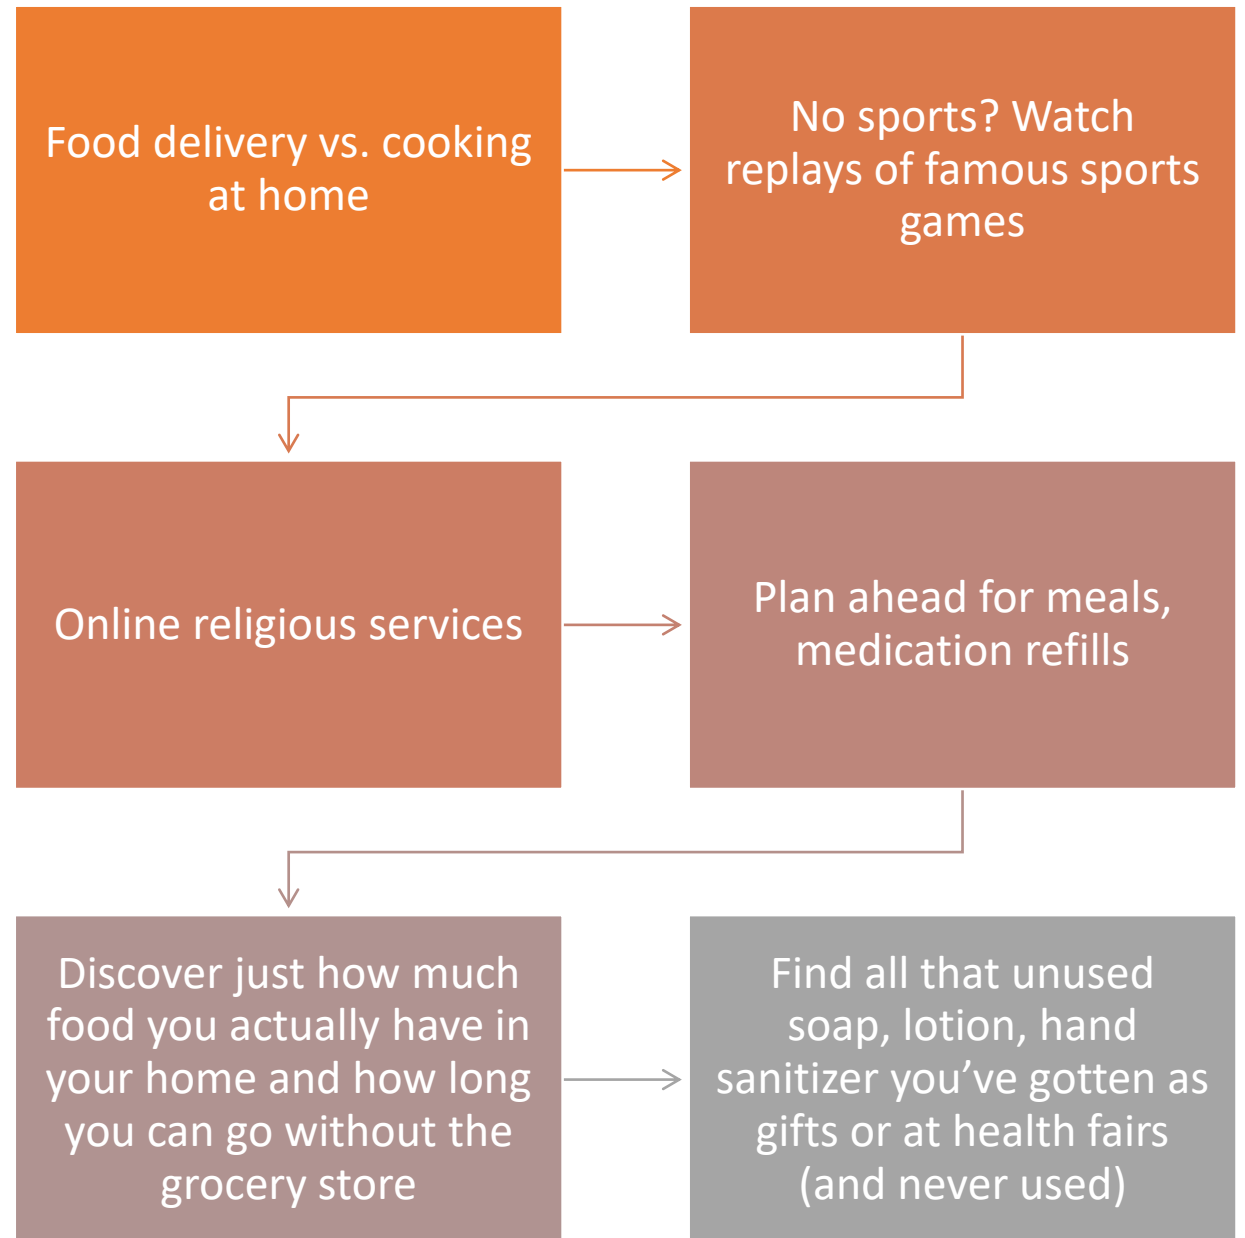 Food delivery vs. cooking
at home
No sports? Watch
replays of famous sports
games
Online religious services
Plan ahead for meals,
medication refills
Discover just how much
food you actually have in
your home and how long
you can go without the
grocery store
Find all that unused
soap, lotion, hand
sanitizer you’ve gotten as
gifts or at health fairs
(and never used)